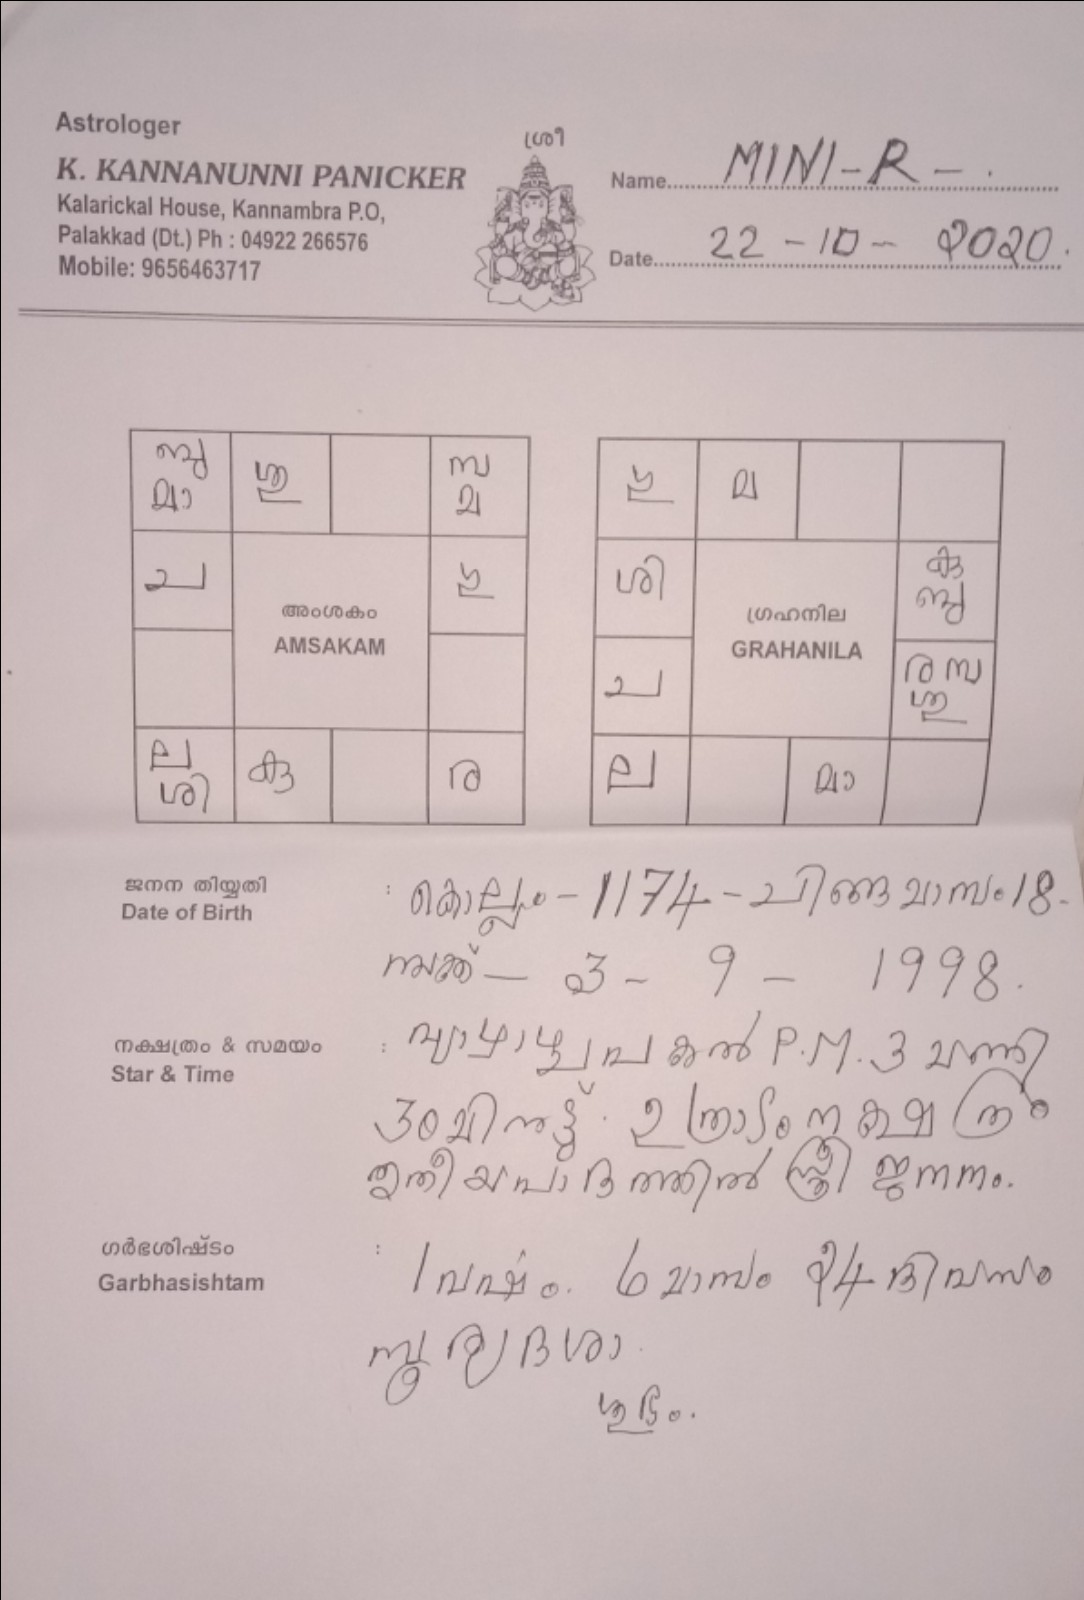 ശ്രീ
Astrologer
K. KANNANUNNI PANICKER
Kalarickal House, Kannambra P.O,
Palakkad (Dt.) Ph : 04922 266576
Mobile: 9656463717
Name.......... MINI-R-.
Date.......... 22-10-2020.
ബു ശു സ
മാ മ
ച ഗു
അംശകം
AMSAKAM
ല കു ര
ശി
ഗു മ
ശി കു
ബു
ഗ്രഹനില
GRAHANILA
ച ര സ
ശു
ല മാ
ജനന തിയ്യതി : കൊല്ലം-1174-ചിങ്ങമാസം 18-
Date of Birth
3-9-1998.
നക്ഷത്രം & സമയം : വ്യാഴാഴ്ച പകൽ P.M. 3 മണി
Star & Time
30 മിനുട്ട്. ഉത്രാടം നക്ഷത്രം
തൃതീയപാദത്തിൽ സ്ത്രീ ജനനം.
ഗർഭശിഷ്ടം : 1 വർഷം. 6 മാസം 24 ദിവസം
Garbhasishtam
സൂര്യദശാ.
ശുഭം.